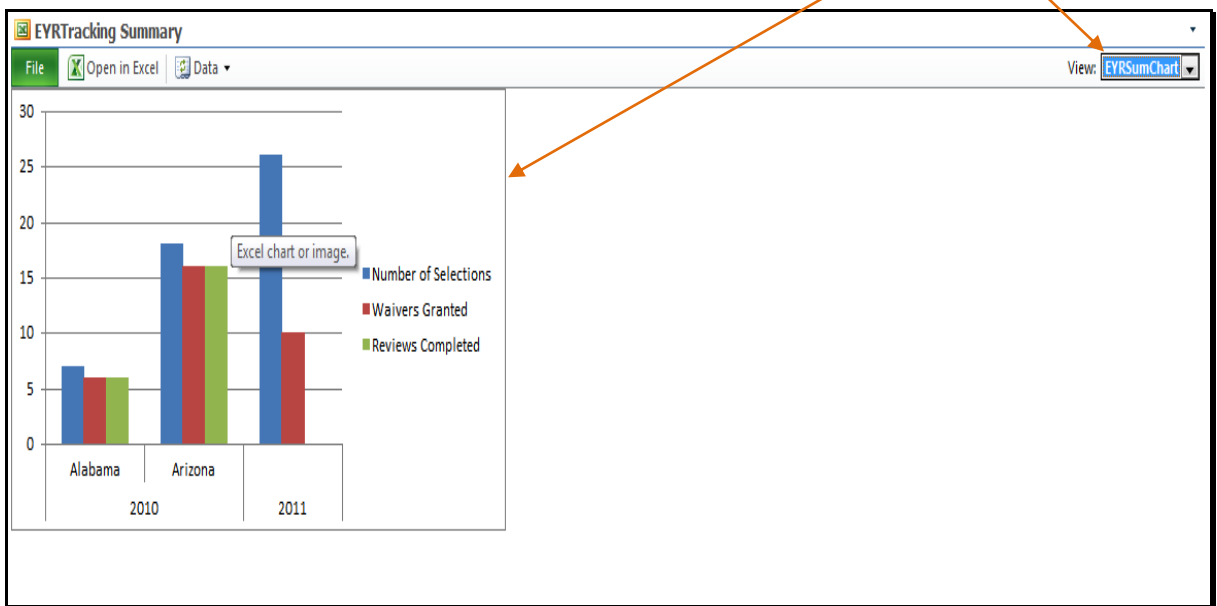 EYRTracking Summary
File Open in Excel Data View: EYRSumChart
30
25
20
15
10
5
0
Excel chart or image.
Number of Selections
Waivers Granted
Reviews Completed
Alabama Arizona
2010 2011